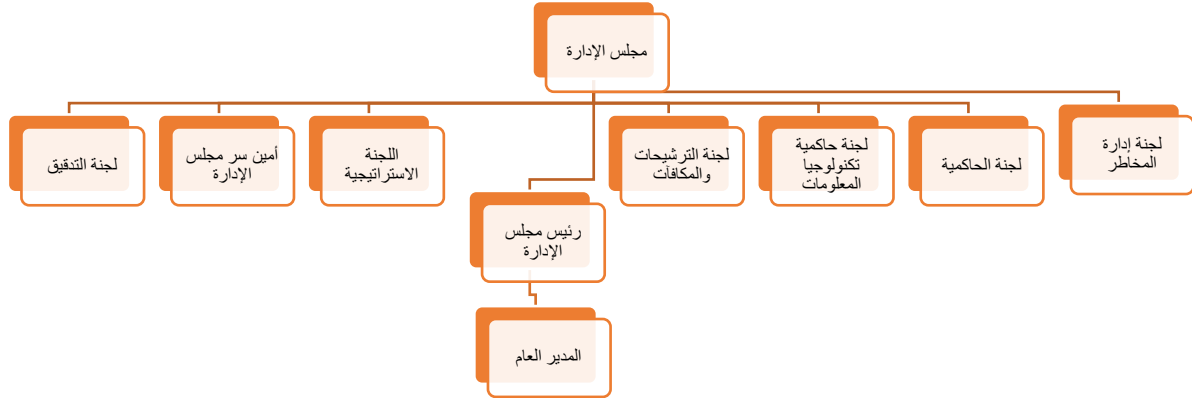 مجلس الإدارة
لجنة إدارة
المخاطر
لجنة الحاكمية
لجنة حاكمية
تكنولوجيا
المعلومات
لجنة الترشيحات
والمكافآت
اللجنة
الاستراتيجية
أمين سر مجلس
الإدارة
لجنة التدقيق
رئيس مجلس
الإدارة
المدير العام